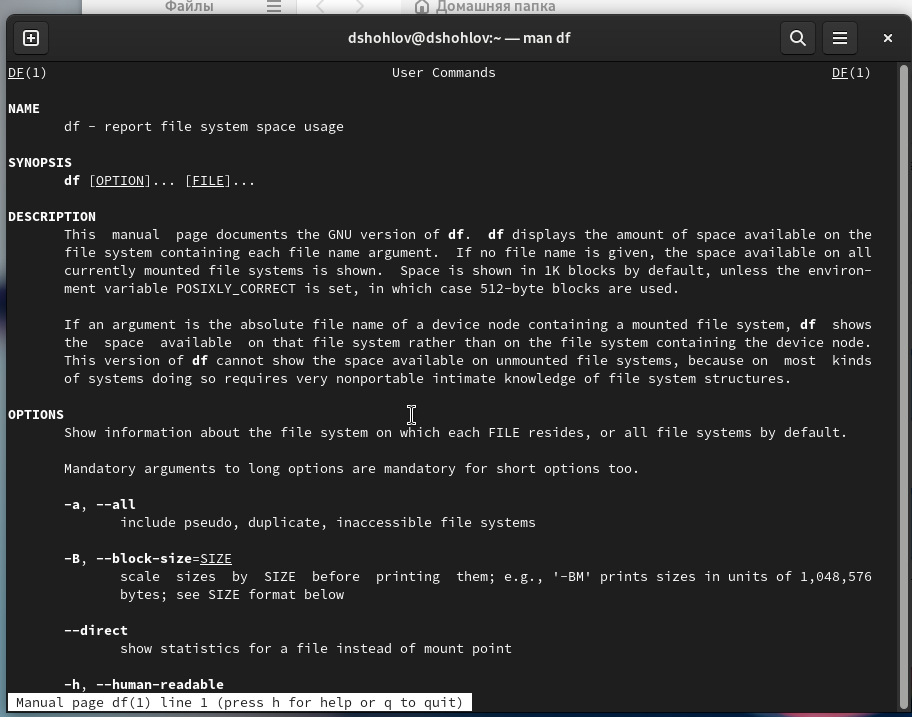 Файлы
Домашняя папка
dshohlov@dshohlov:~ — man df
DF(1) User Commands DF(1)
NAME
df - report file system space usage
SYNOPSIS
df [OPTION]... [FILE]...
DESCRIPTION
This manual page documents the GNU version of df. df displays the amount of space available on the
file system containing each file name argument. If no file name is given, the space available on all
currently mounted file systems is shown. Space is shown in 1K blocks by default, unless the environ-
ment variable POSIXLY_CORRECT is set, in which case 512-byte blocks are used.
If an argument is the absolute file name of a device node containing a mounted file system, df shows
the space available on that file system rather than on the file system containing the device node.
This version of df cannot show the space available on unmounted file systems, because on most kinds
of systems doing so requires very nonportable intimate knowledge of file system structures.
OPTIONS
Show information about the file system on which each FILE resides, or all file systems by default.
Mandatory arguments to long options are mandatory for short options too.
-a, --all
include pseudo, duplicate, inaccessible file systems
-B, --block-size=SIZE
scale sizes by SIZE before printing them; e.g., '-BM' prints sizes in units of 1,048,576
bytes; see SIZE format below
--direct
show statistics for a file instead of mount point
-h, --human-readable
Manual page df(1) line 1 (press h for help or q to quit)